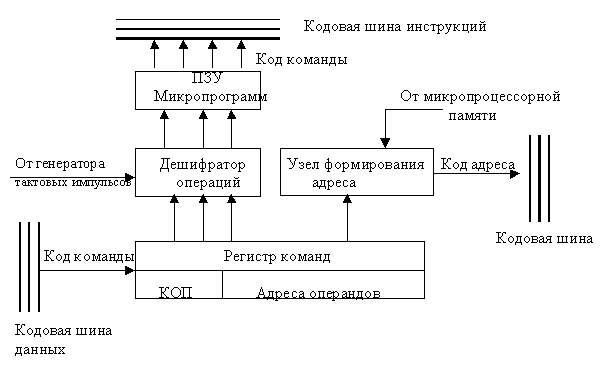 Кодовая шина инструкций
Код команды
ПЗУ
Микропрограмм
От микропроцессорной
памяти
От генератора
тактовых импульсов
Дешифратор
операций
Узел формирования
адреса
Код адреса
Кодовая шина
Код команды
Регистр команд
КОП
Адреса операндов
Кодовая шина
данных